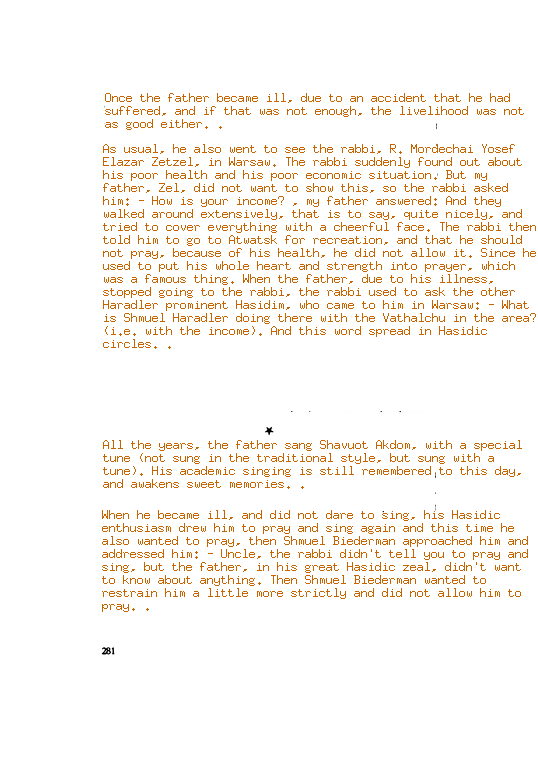 Once the father became ill, due to an accident that he had
suffered, and if that was not enough, the livelihood was not
as good either. .
As usual, he also went to see the rabbi, R. Mordechai Yosef
Elazar Zetzel, in Warsaw. The rabbi suddenly found out about
his poor health and his poor economic situation. But my
father, Zel, did not want to show this, so the rabbi asked
him: - How is your income? , my father answered: And they
walked around extensively, that is to say, quite nicely, and
tried to cover everything with a cheerful face. The rabbi then
told him to go to Atwatsk for recreation, and that he should
not pray, because of his health, he did not allow it. Since he
used to put his whole heart and strength into prayer, which
was a famous thing. When the father, due to his illness,
stopped going to the rabbi, the rabbi used to ask the other
Haradler prominent Hasidim, who came to him in Warsaw: - What
is Shmuel Haradler doing there with the Vathalchu in the area?
(i.e. with the income). And this word spread in Hasidic
circles. .
★
All the years, the father sang Shavuot Akdom, with a special
tune (not sung in the traditional style, but sung with a
tune). His academic singing is still remembered to this day,
and awakens sweet memories. .
When he became ill, and did not dare to sing, his Hasidic
enthusiasm drew him to pray and sing again and this time he
also wanted to pray, then Shmuel Biederman approached him and
addressed him: - Uncle, the rabbi didn't tell you to pray and
sing, but the father, in his great Hasidic zeal, didn't want
to know about anything. Then Shmuel Biederman wanted to
restrain him a little more strictly and did not allow him to
pray. .
281